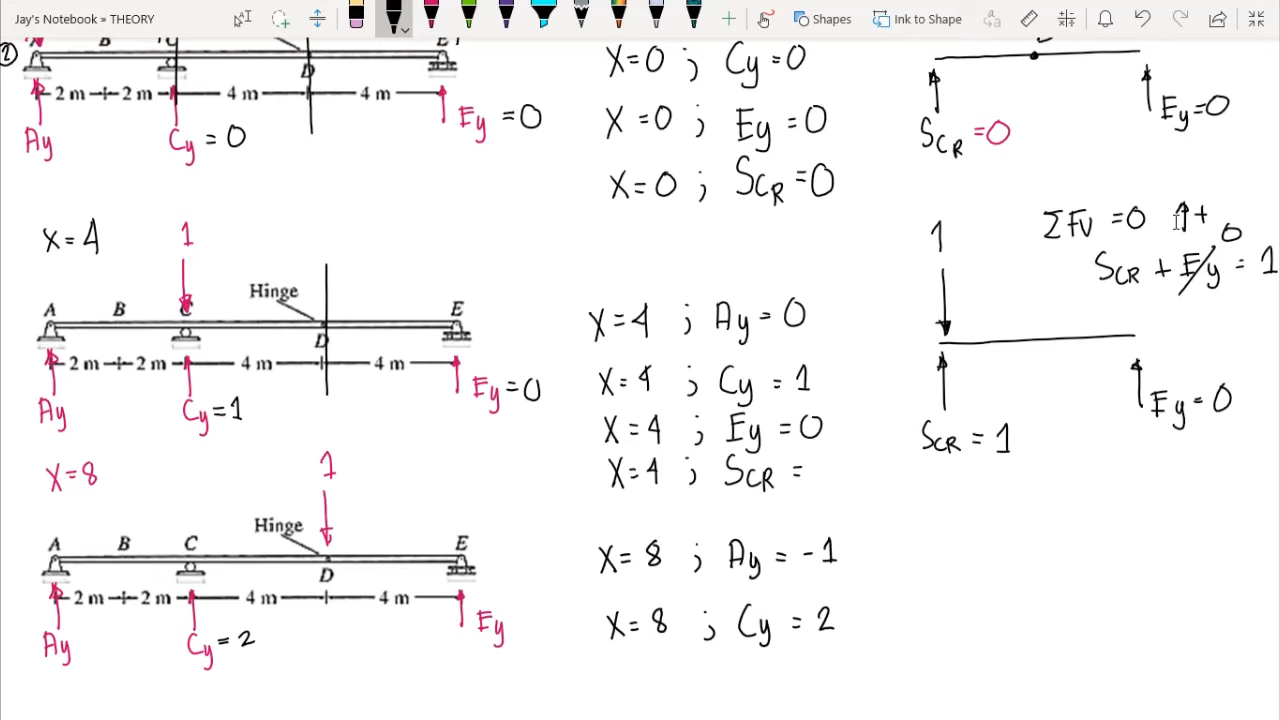 Jay's Notebook » THEORY
Shapes
Ink to Shape
2
B
D
2 m 2 m 4 m 4 m
Ay
Cy = 0
Ey = 0
X=0 ; Cy=0
X=0 ; Ey=0
X=0 ; SCR=0
SCR =0
Ey=0
X=4
1
A B C Hinge D E
2 m 2 m 4 m 4 m
Ay
Cy=1
Ey=0
X=4 ; Ay=0
X=4 ; Cy=1
X=4 ; Ey=0
X=4 ; SCR =
1
ΣFV =0 ↑+
0
SCR + Ey = 1
SCR = 1
Ey=0
X=8
1
A B C Hinge D E
2 m 2 m 4 m 4 m
Ay
Cy=2
Ey
X=8 ; Ay = -1
X=8 ; Cy = 2